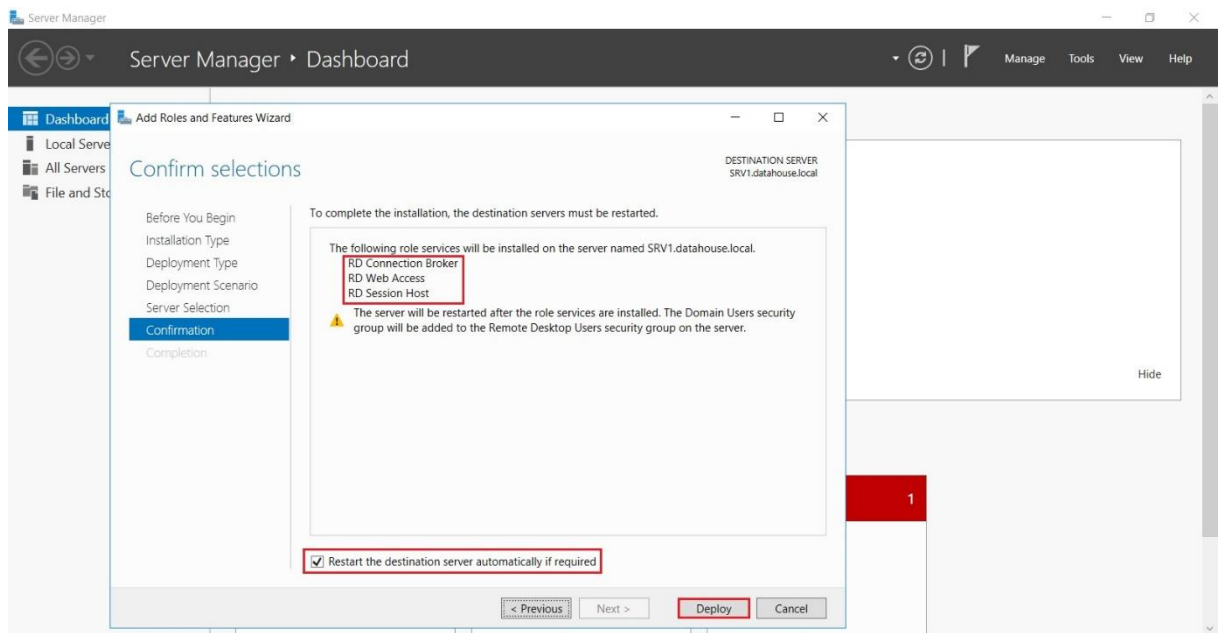 Server Manager
Server Manager ‣ Dashboard
Manage Tools View Help
Dashboard
Local Serve
All Servers
File and Sto
Add Roles and Features Wizard
Confirm selections
DESTINATION SERVER
SRV1.datahouse.local
Before You Begin
Installation Type
Deployment Type
Deployment Scenario
Server Selection
Confirmation
Completion
To complete the installation, the destination servers must be restarted.
The following role services will be installed on the server named SRV1.datahouse.local.
RD Connection Broker
RD Web Access
RD Session Host
The server will be restarted after the role services are installed. The Domain Users security
group will be added to the Remote Desktop Users security group on the server.
Restart the destination server automatically if required
< Previous Next > Deploy Cancel
Hide
1